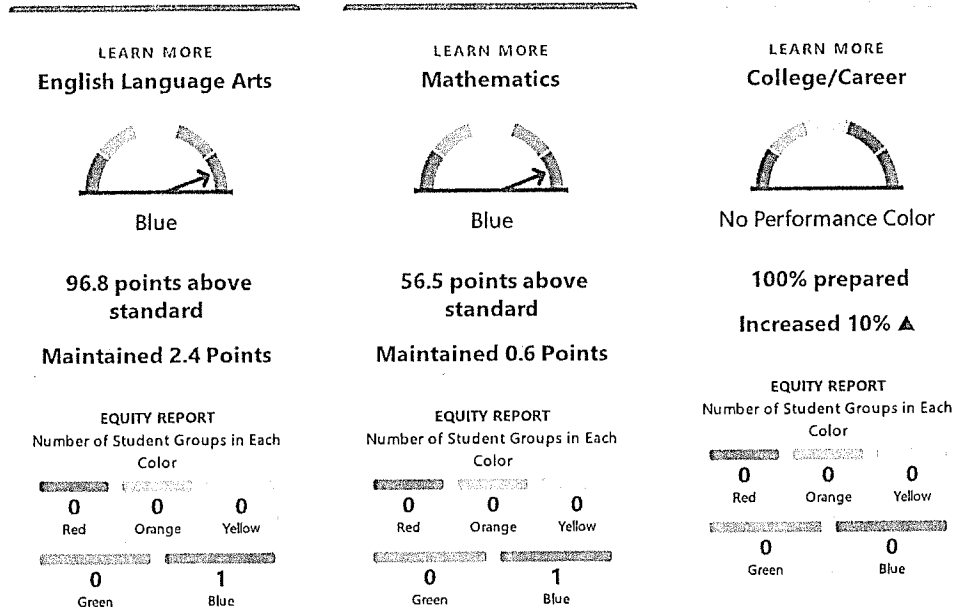 LEARN MORE
English Language Arts
Blue
96.8 points above
standard
Maintained 2.4 Points
EQUITY REPORT
Number of Student Groups in Each
Color
0 0 0
Red Orange Yellow
0 1
Green Blue
LEARN MORE
Mathematics
Blue
56.5 points above
standard
Maintained 0.6 Points
EQUITY REPORT
Number of Student Groups in Each
Color
0 0 0
Red Orange Yellow
0 1
Green Blue
LEARN MORE
College/Career
No Performance Color
100% prepared
Increased 10%
EQUITY REPORT
Number of Student Groups in Each
Color
0 0 0
Red Orange Yellow
0 0
Green Blue